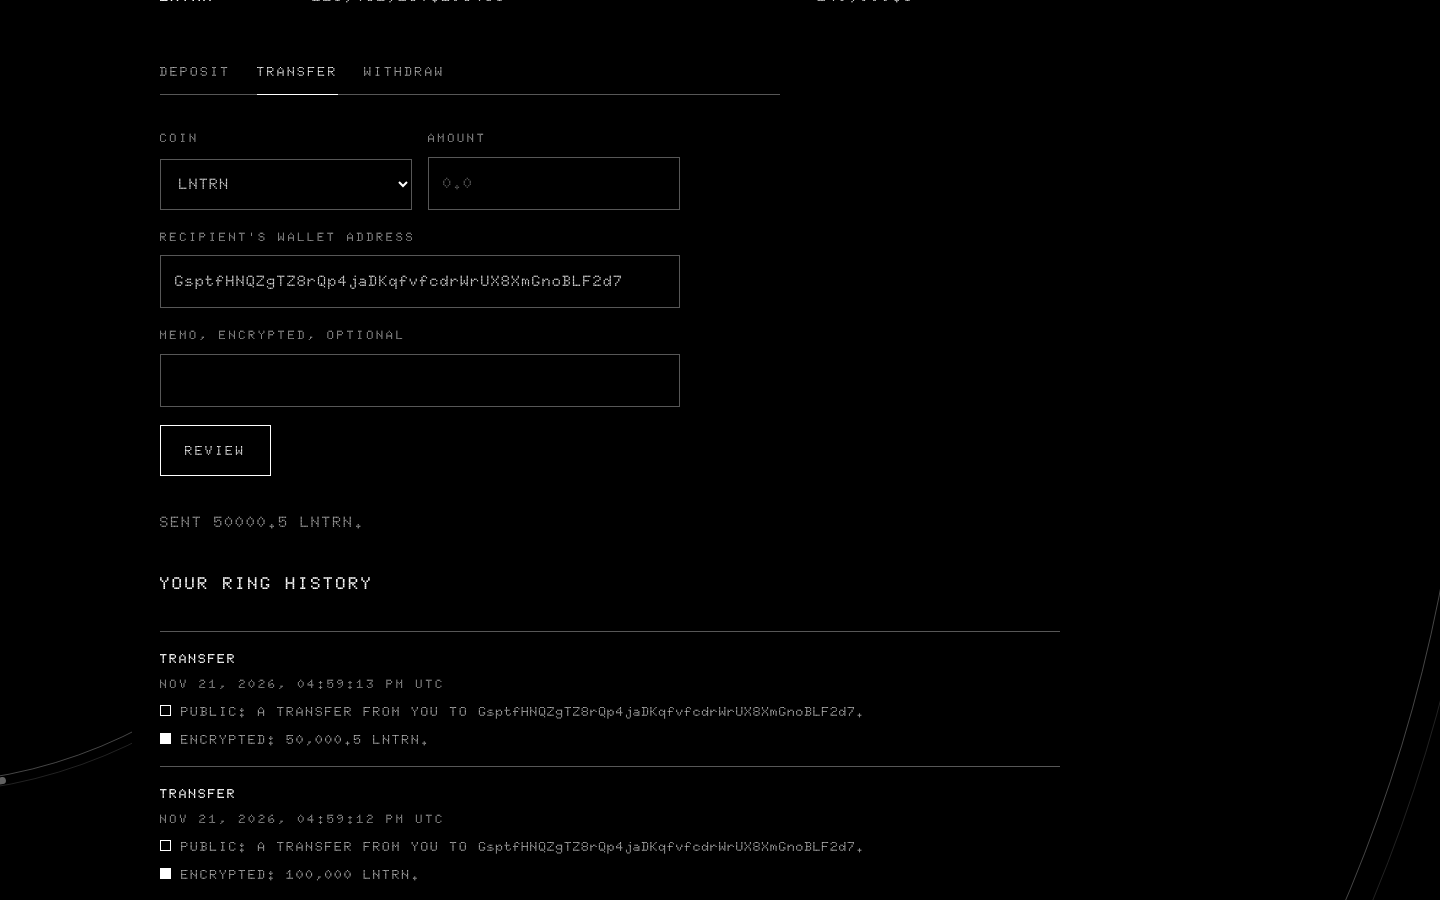 DEPOSIT TRANSFER WITHDRAW
COIN AMOUNT
LNTRN 0.0
RECIPIENT'S WALLET ADDRESS
GsptfHNQZgTZ8rQp4jaDKqfvfcdrWrUX8XmGnoBLF2d7
MEMO, ENCRYPTED, OPTIONAL
REVIEW
SENT 50000.5 LNTRN.
YOUR RING HISTORY
TRANSFER
NOV 21, 2026, 04:59:13 PM UTC
PUBLIC: A TRANSFER FROM YOU TO GsptfHNQZgTZ8rQp4jaDKqfvfcdrWrUX8XmGnoBLF2d7.
ENCRYPTED: 50,000.5 LNTRN.
TRANSFER
NOV 21, 2026, 04:59:12 PM UTC
PUBLIC: A TRANSFER FROM YOU TO GsptfHNQZgTZ8rQp4jaDKqfvfcdrWrUX8XmGnoBLF2d7.
ENCRYPTED: 100,000 LNTRN.